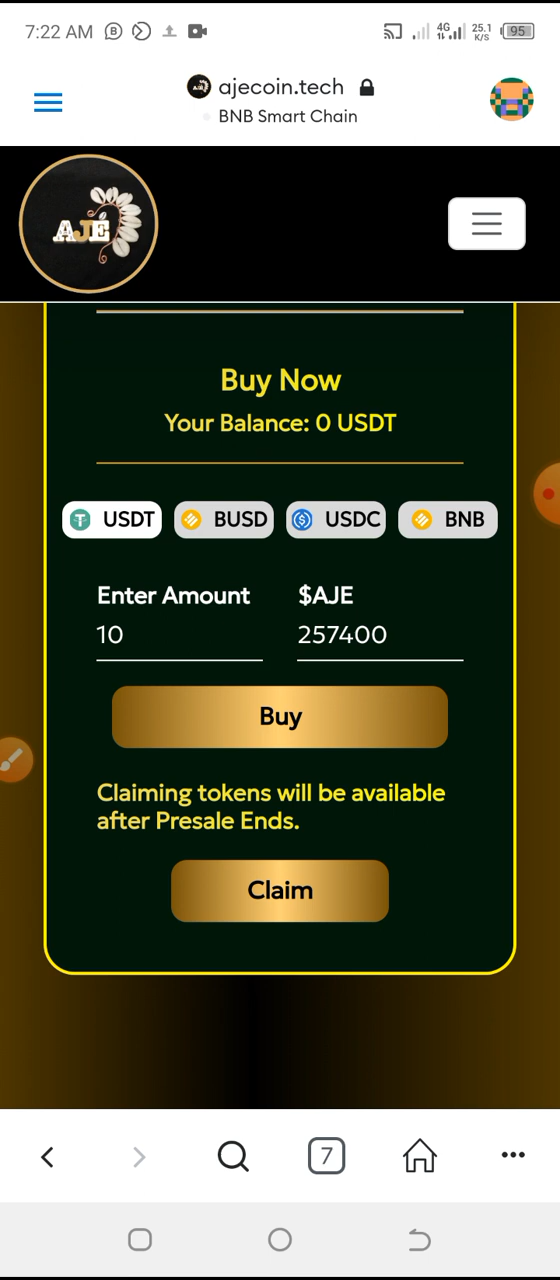 7:22 AM
4G
25.1
K/S
95
ajecoin.tech
BNB Smart Chain
AJÉ
Buy Now
Your Balance: 0 USDT
USDT BUSD USDC BNB
Enter Amount $AJE
10 257400
Buy
Claiming tokens will be available
after Presale Ends.
Claim
7